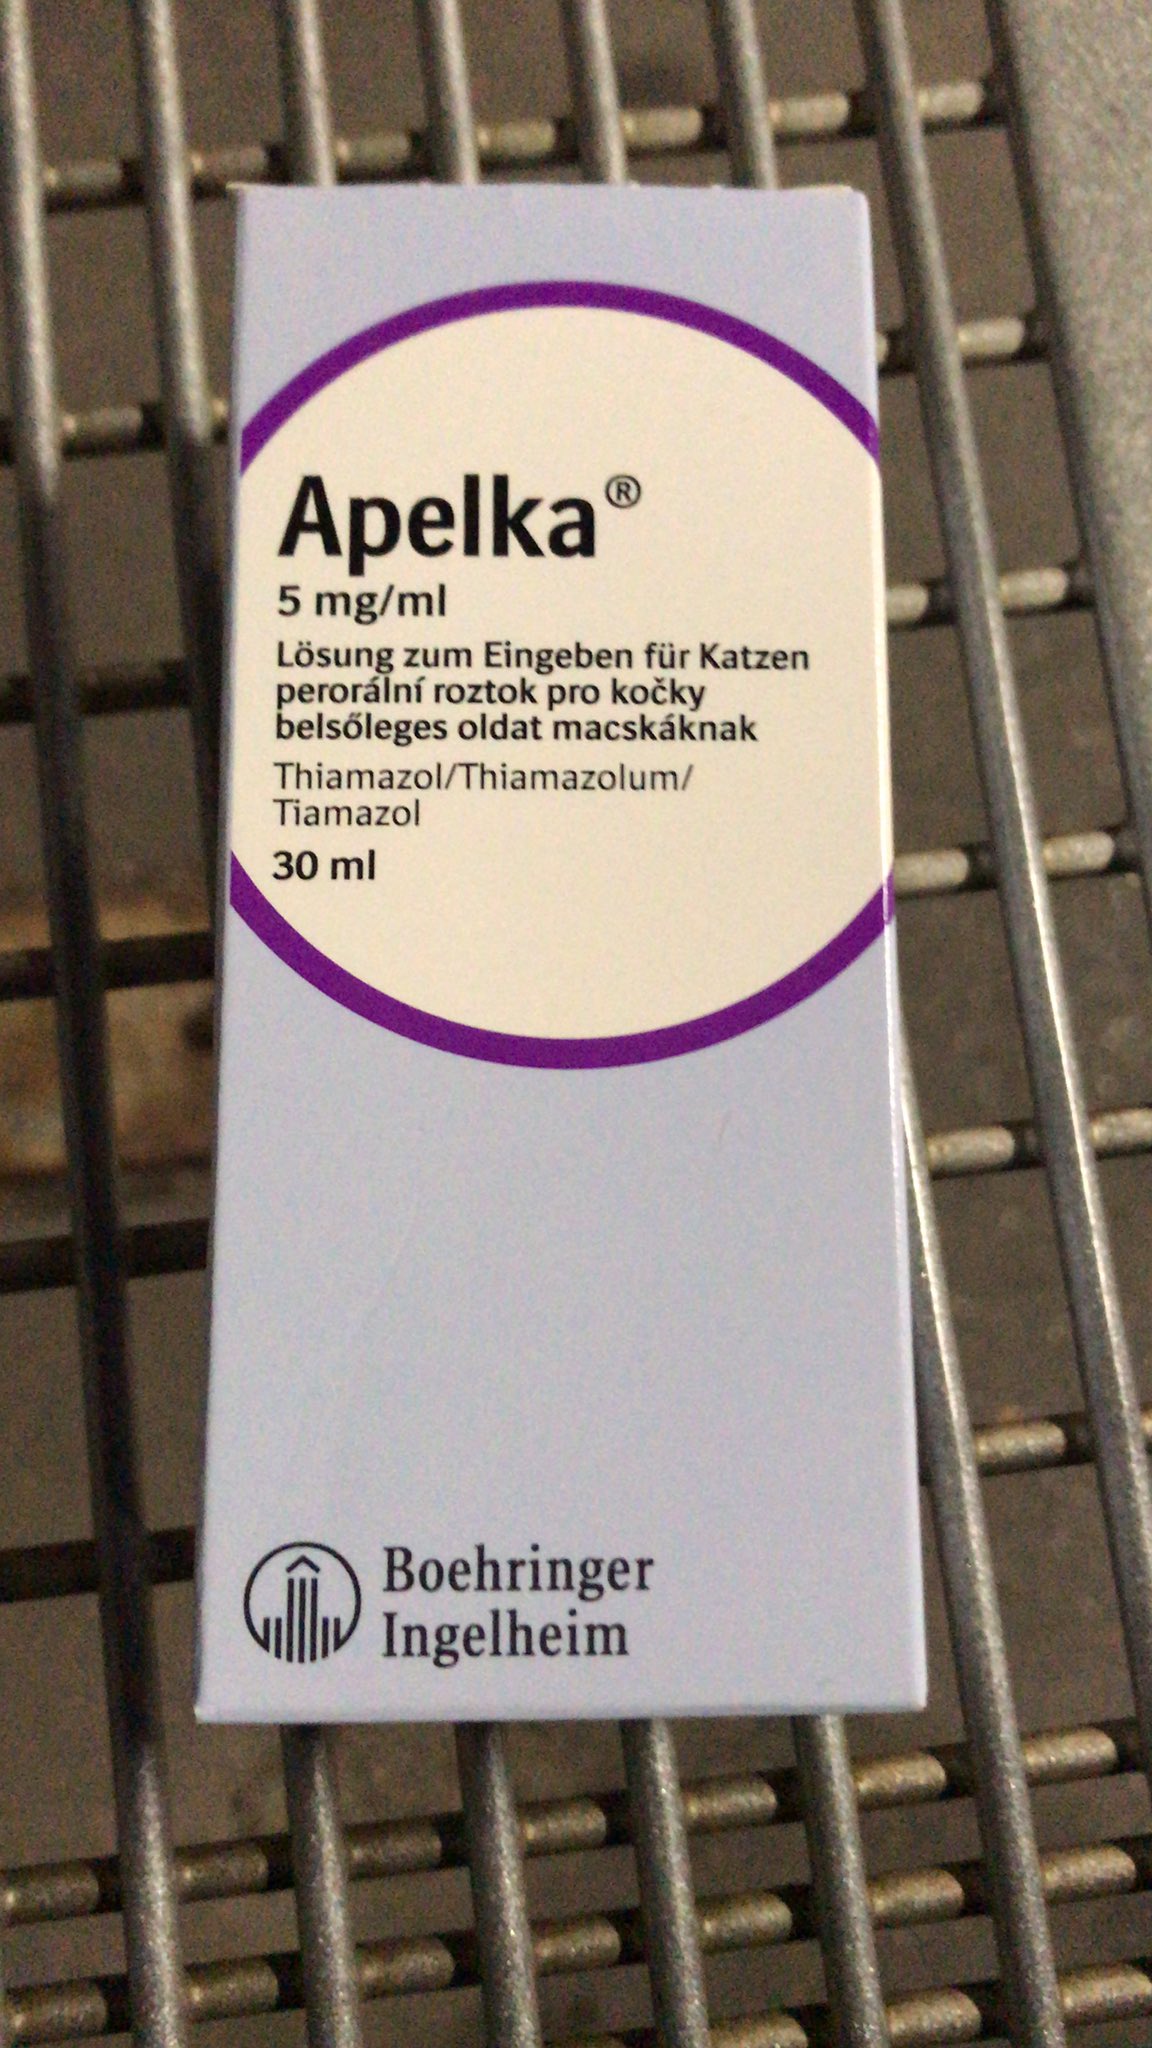 Apelka®
5 mg/ml
Lösung zum Eingeben für Katzen
perorální roztok pro kočky
belsőleges oldat macskáknak
Thiamazol/Thiamazolum/
Tiamazol
30 ml
Boehringer
Ingelheim